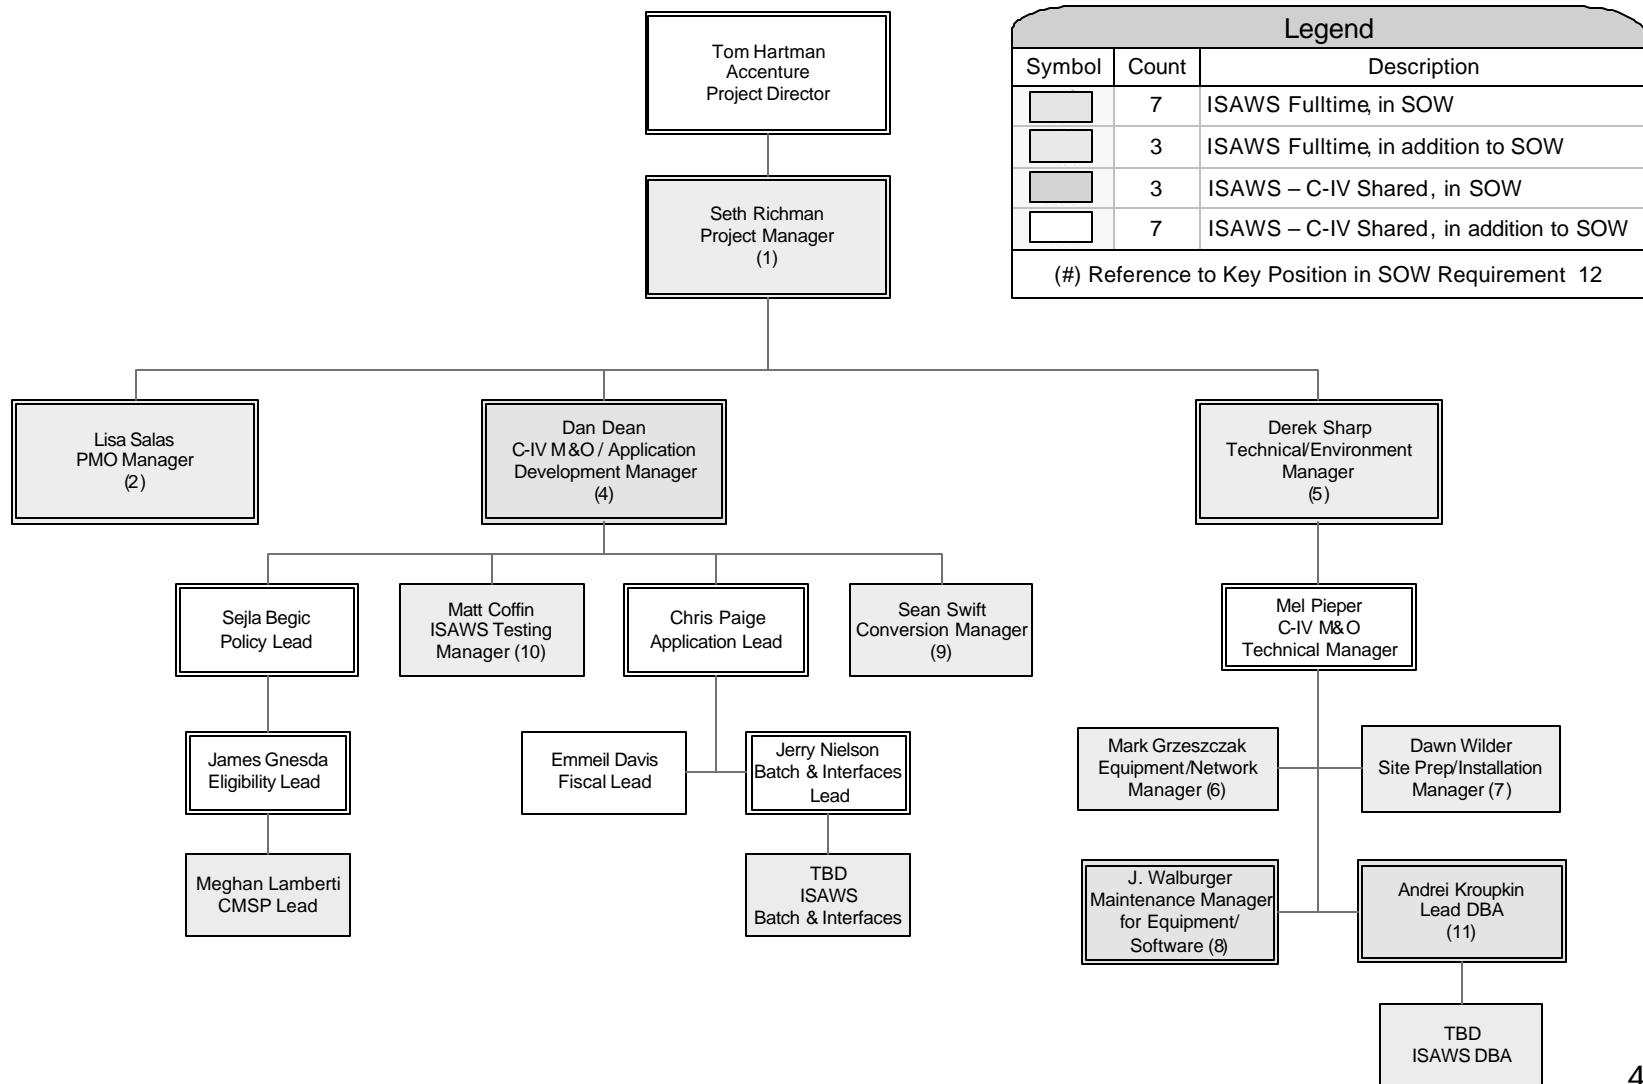 Tom Hartman
Accenture
Project Director
Legend
Symbol Count Description
7 ISAWS Fulltime, in SOW
3 ISAWS Fulltime, in addition to SOW
3 ISAWS – C-IV Shared, in SOW
7 ISAWS – C-IV Shared, in addition to SOW
(#) Reference to Key Position in SOW Requirement 12
Seth Richman
Project Manager
(1)
Lisa Salas
PMO Manager
(2)
Dan Dean
C-IV M&O / Application
Development Manager
(4)
Derek Sharp
Technical/Environment
Manager
(5)
Sejla Begic
Policy Lead
Matt Coffin
ISAWS Testing
Manager (10)
Chris Paige
Application Lead
Sean Swift
Conversion Manager
(9)
Mel Pieper
C-IV M&O
Technical Manager
James Gnesda
Eligibility Lead
Emmeil Davis
Fiscal Lead
Jerry Nielson
Batch & Interfaces
Lead
Mark Grzeszczak
Equipment/Network
Manager (6)
Dawn Wilder
Site Prep/Installation
Manager (7)
Meghan Lamberti
CMSP Lead
TBD
ISAWS
Batch & Interfaces
J. Walburger
Maintenance Manager
for Equipment/
Software (8)
Andrei Kroupkin
Lead DBA
(11)
TBD
ISAWS DBA
4